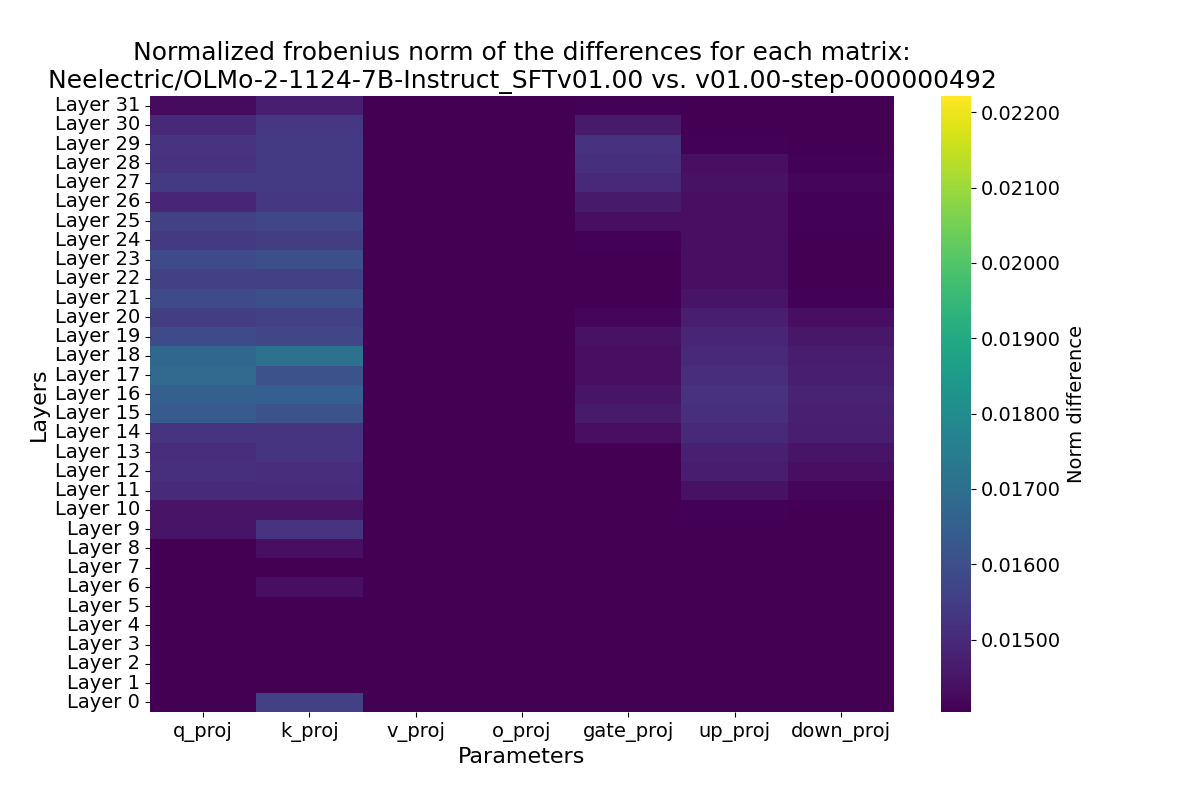 Normalized frobenius norm of the differences for each matrix:
Neelectric/OLMo-2-1124-7B-Instruct_SFTv01.00 vs. v01.00-step-000000492
Layers
Layer 31
Layer 30
Layer 29
Layer 28
Layer 27
Layer 26
Layer 25
Layer 24
Layer 23
Layer 22
Layer 21
Layer 20
Layer 19
Layer 18
Layer 17
Layer 16
Layer 15
Layer 14
Layer 13
Layer 12
Layer 11
Layer 10
Layer 9
Layer 8
Layer 7
Layer 6
Layer 5
Layer 4
Layer 3
Layer 2
Layer 1
Layer 0
q_proj k_proj v_proj o_proj gate_proj up_proj down_proj
Parameters
0.02200
0.02100
0.02000
0.01900
0.01800
0.01700
0.01600
0.01500
Norm difference